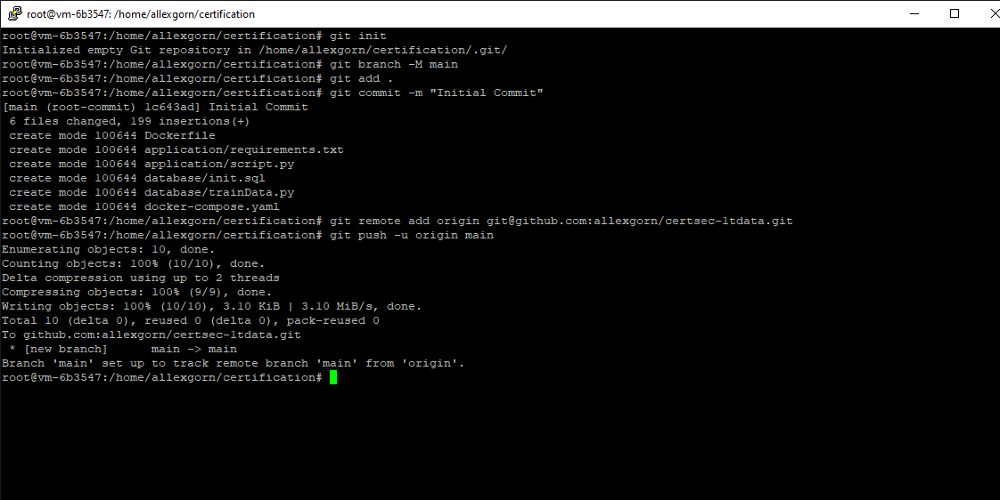 root@vm-6b3547: /home/allexgorn/certification
root@vm-6b3547:/home/allexgorn/certification# git init
Initialized empty Git repository in /home/allexgorn/certification/.git/
root@vm-6b3547:/home/allexgorn/certification# git branch -M main
root@vm-6b3547:/home/allexgorn/certification# git add .
root@vm-6b3547:/home/allexgorn/certification# git commit -m "Initial Commit"
[main (root-commit) 1c643ad] Initial Commit
 6 files changed, 199 insertions(+)
 create mode 100644 Dockerfile
 create mode 100644 application/requirements.txt
 create mode 100644 application/script.py
 create mode 100644 database/init.sql
 create mode 100644 database/trainData.py
 create mode 100644 docker-compose.yaml
root@vm-6b3547:/home/allexgorn/certification# git remote add origin git@github.com:allexgorn/certsec-ltdata.git
root@vm-6b3547:/home/allexgorn/certification# git push -u origin main
Enumerating objects: 10, done.
Counting objects: 100% (10/10), done.
Delta compression using up to 2 threads
Compressing objects: 100% (9/9), done.
Writing objects: 100% (10/10), 3.10 KiB | 3.10 MiB/s, done.
Total 10 (delta 0), reused 0 (delta 0), pack-reused 0
To github.com:allexgorn/certsec-ltdata.git
 * [new branch]      main -> main
Branch 'main' set up to track remote branch 'main' from 'origin'.
root@vm-6b3547:/home/allexgorn/certification#